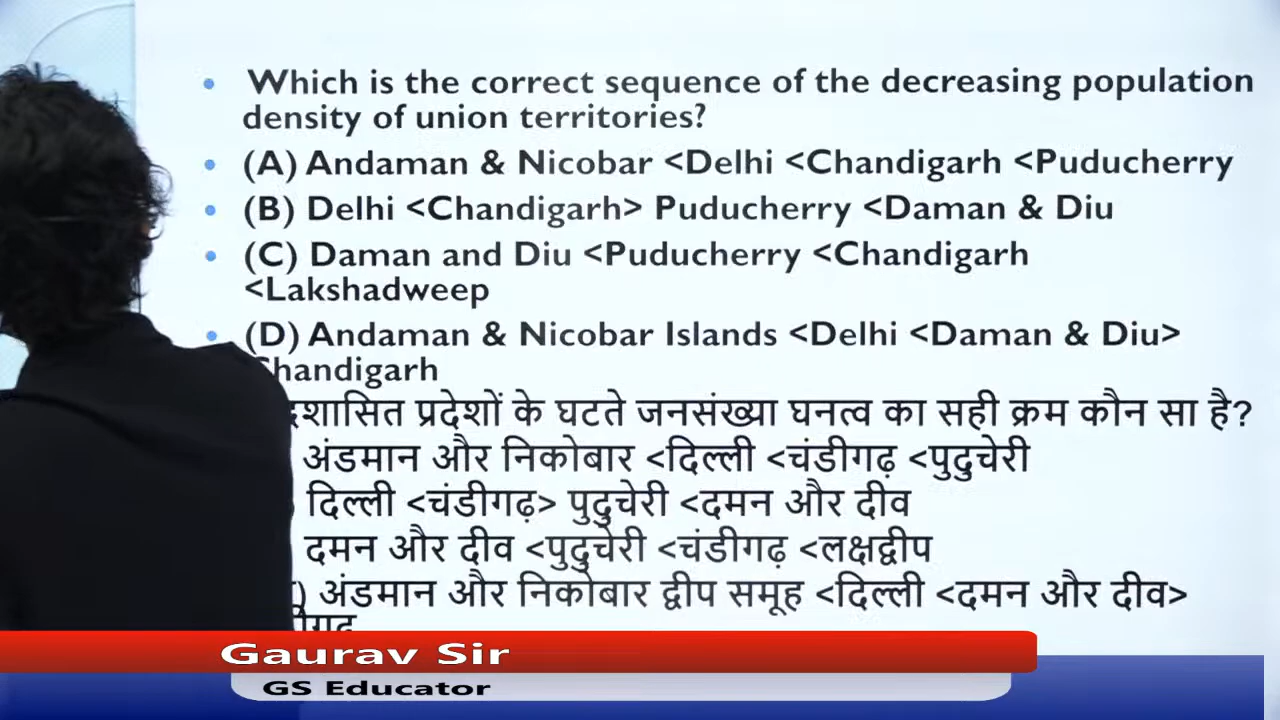 • Which is the correct sequence of the decreasing population
density of union territories?
• (A) Andaman & Nicobar <Delhi <Chandigarh <Puducherry
• (B) Delhi <Chandigarh> Puducherry <Daman & Diu
• (C) Daman and Diu <Puducherry <Chandigarh
<Lakshadweep
• (D) Andaman & Nicobar Islands <Delhi <Daman & Diu>
Chandigarh
प्रदेशों के घटते जनसंख्या घनत्व का सही क्रम कौन सा है?
अंडमान और निकोबार <दिल्ली <चंडीगढ़ <पुदुचेरी
दिल्ली <चंडीगढ़> पुदुचेरी <दमन और दीव
दमन और दीव <पुदुचेरी <चंडीगढ़ <लक्षद्वीप
) अंडमान और निकोबार द्वीप समूह <दिल्ली <दमन और दीव>
Gaurav Sir
GS Educator